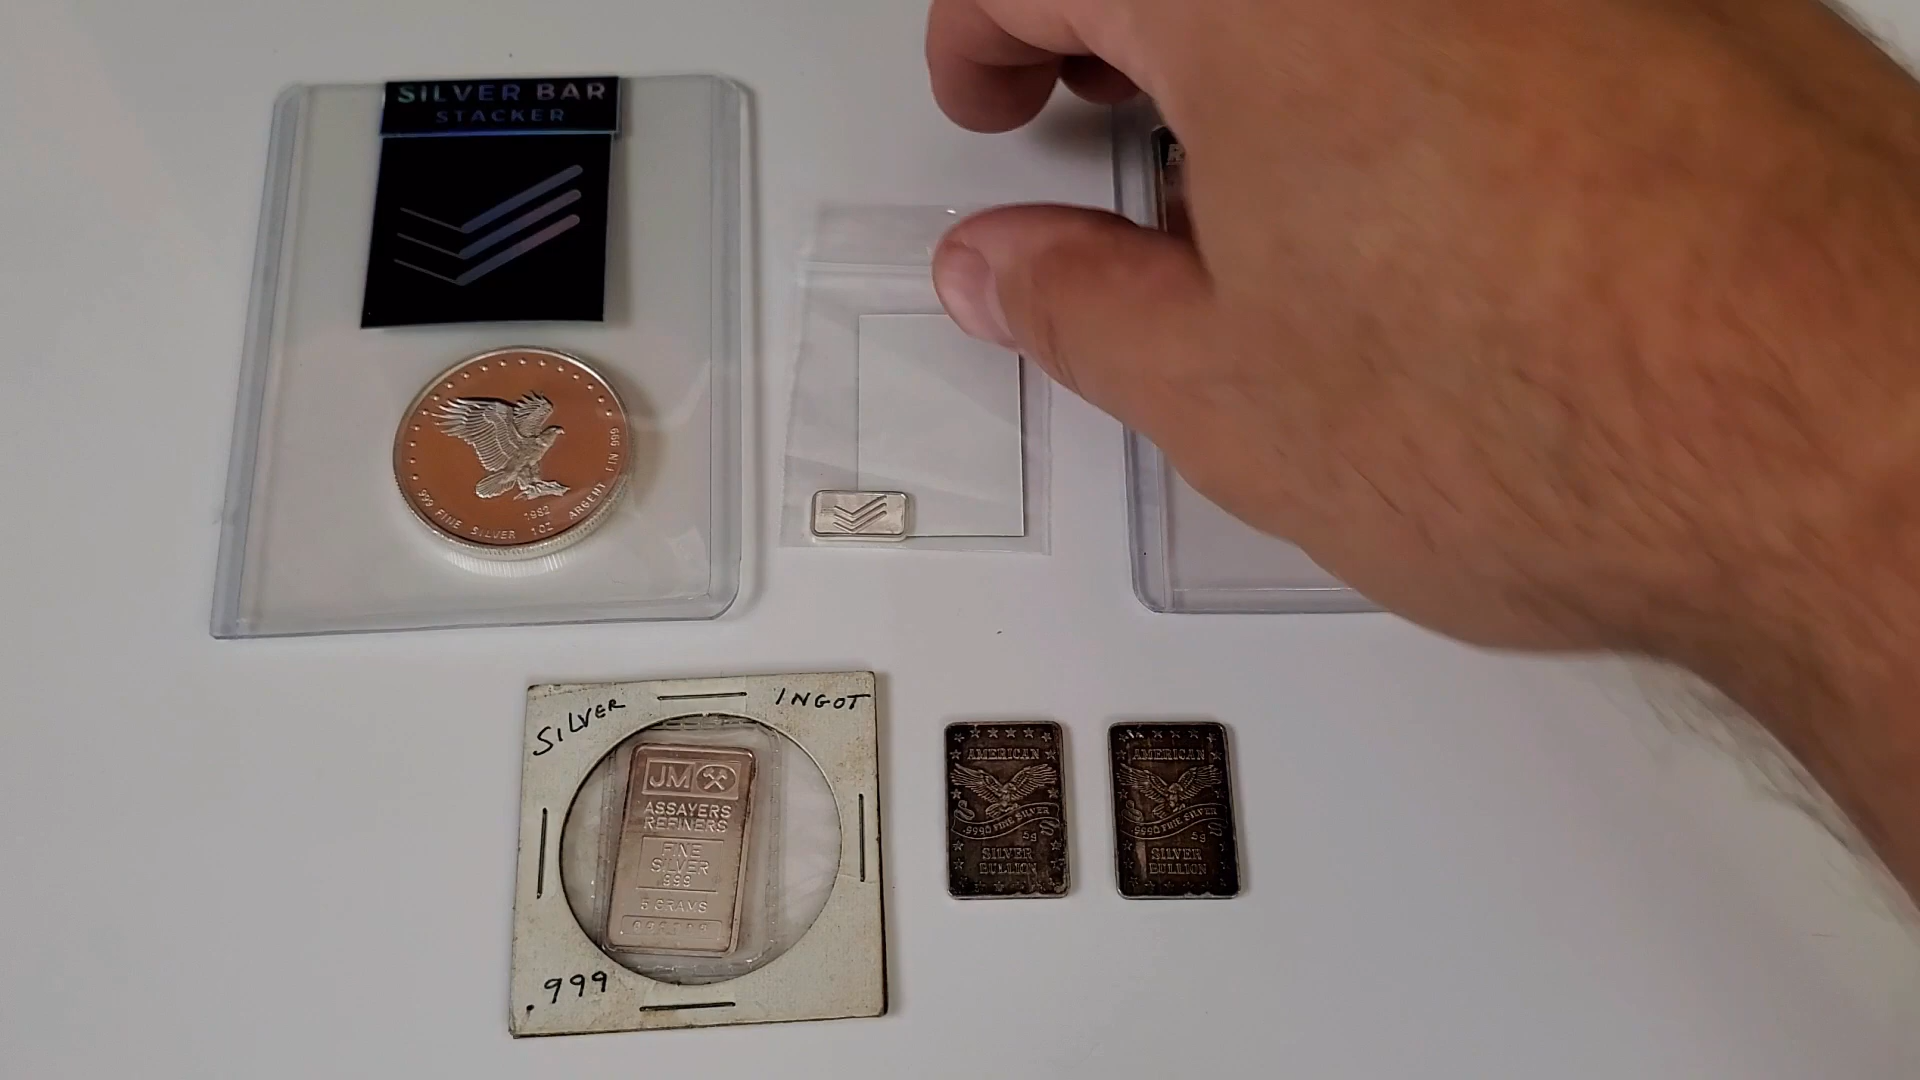 SILVER BAR
STACKER
999 FINE SILVER 1 OZ ARGENT FIN 999
1982
SILVER INGOT
JM
ASSAYERS
REFINERS
FINE
SILVER
999
5 GRAMS
.999
AMERICAN
.9990 FINE SILVER
5g
SILVER
BULLION
AMERICAN
.9990 FINE SILVER
5g
SILVER
BULLION